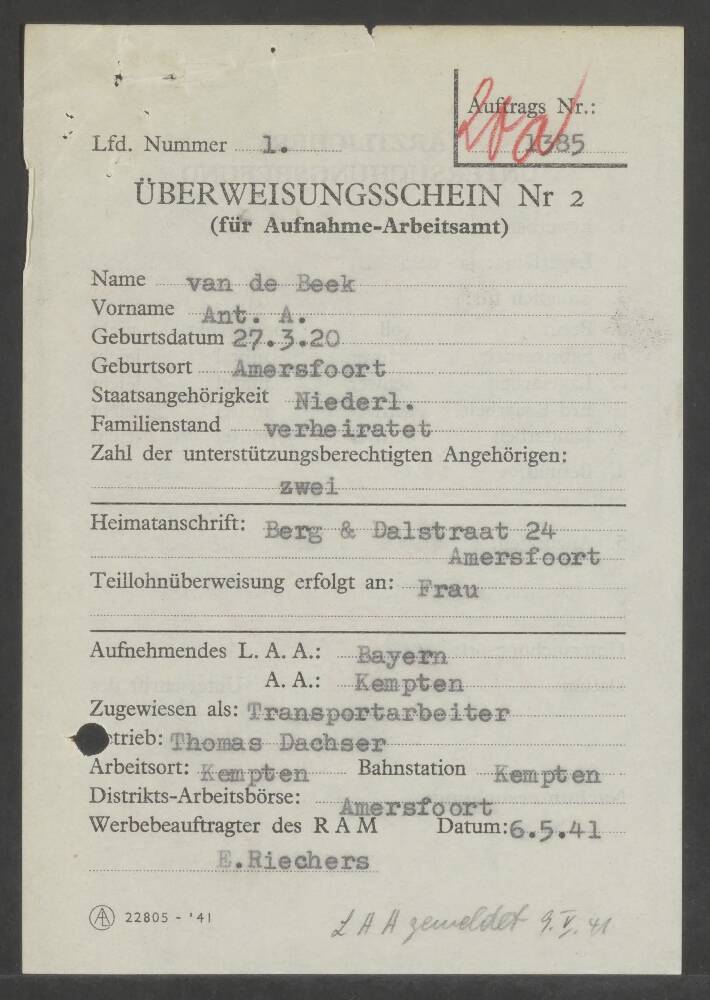 Auftrags Nr.:
Lfd. Nummer 1. 1385
ÜBERWEISUNGSSCHEIN Nr 2
(für Aufnahme-Arbeitsamt)
Name van de Beek
Vorname Ant. A.
Geburtsdatum 27.3.20
Geburtsort Amersfoort
Staatsangehörigkeit Niederl.
Familienstand verheiratet
Zahl der unterstützungsberechtigten Angehörigen:
zwei
Heimatanschrift: Berg & Dalstraat 24
Amersfoort
Teillohnüberweisung erfolgt an: Frau
Aufnehmendes L. A. A.: Bayern
A. A.: Kempten
Zugewiesen als: Transportarbeiter
trieb: Thomas Dachser
Arbeitsort: Kempten Bahnstation Kempten
Distrikts-Arbeitsbörse: Amersfoort
Werbebeauftragter des R A M Datum: 6.5.41
E.Riechers
AL 22805 - '41
LAA gemeldet 9. V. 41